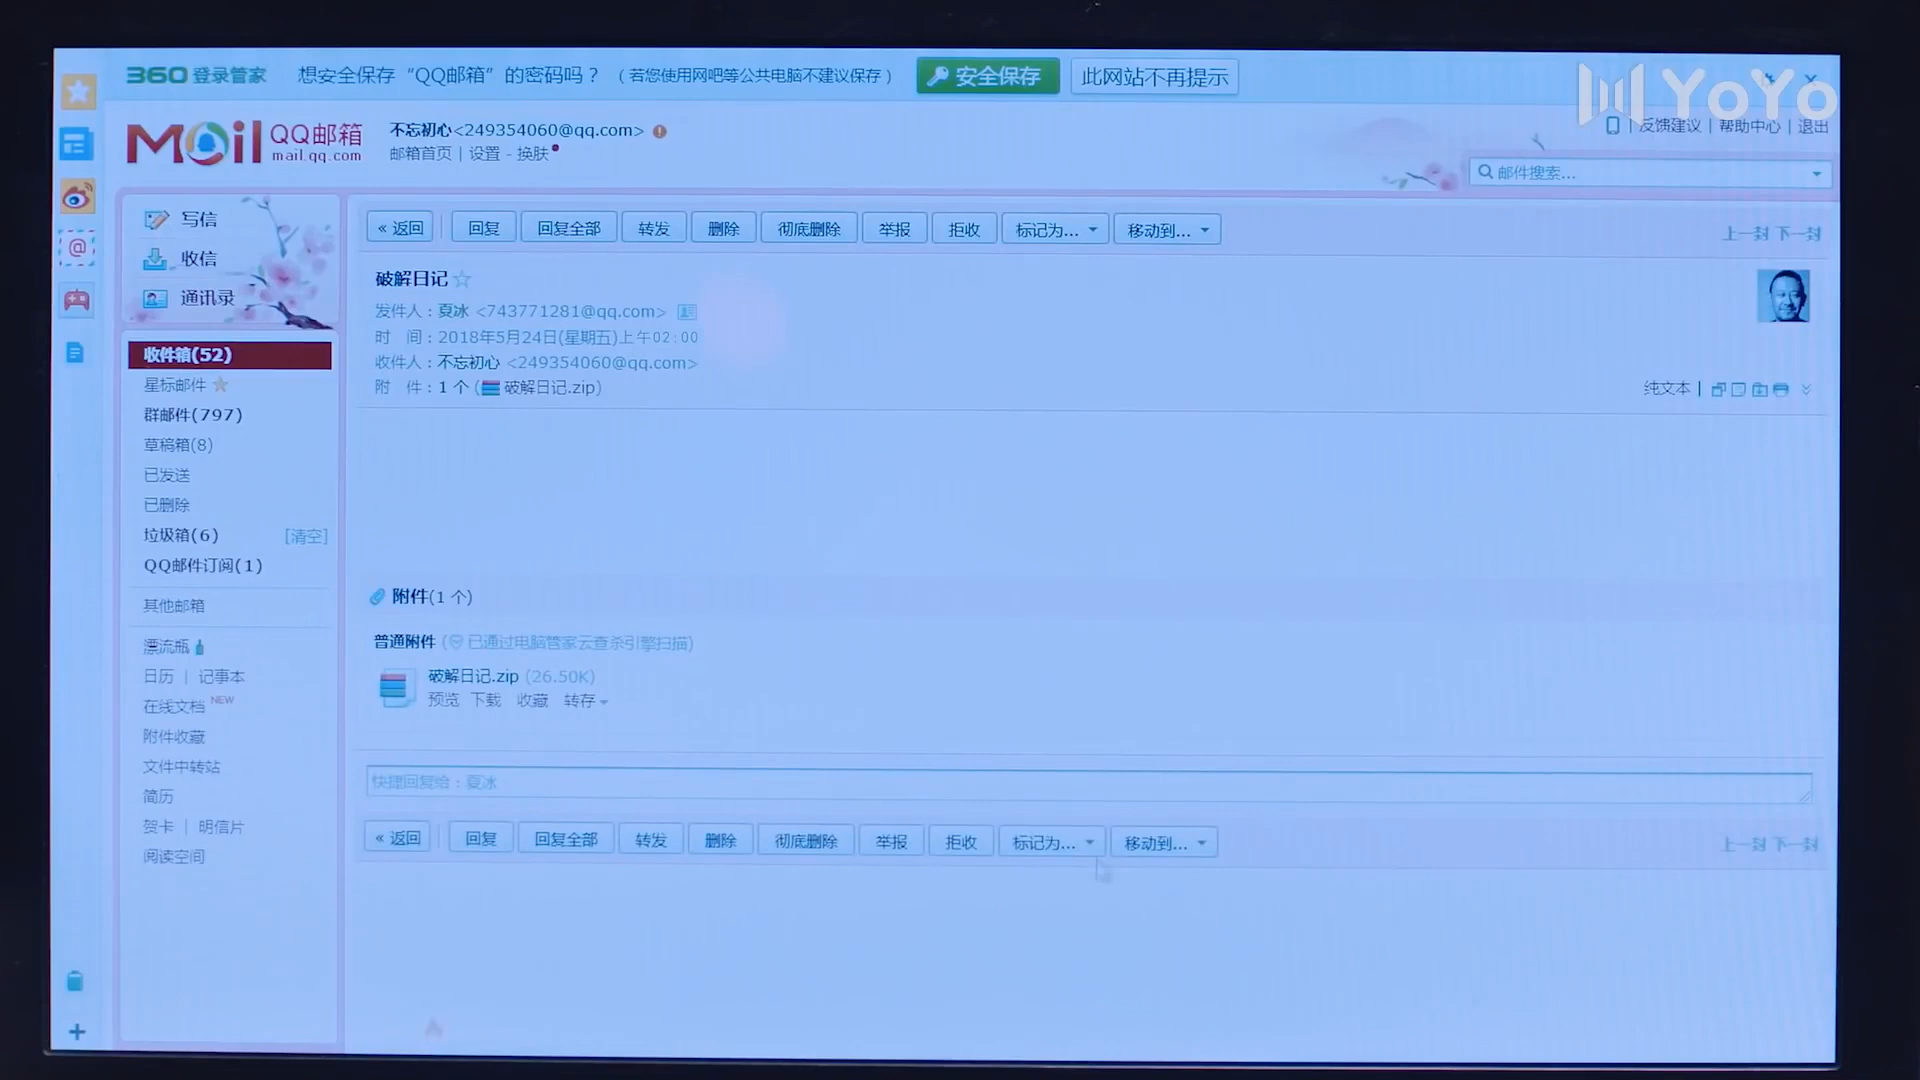 360登录管家 想安全保存“QQ邮箱”的密码吗？（若您使用网吧等公共电脑不建议保存） 安全保存 此网站不再提示
YoYo
Mail QQ邮箱 mail.qq.com
不忘初心<249354060@qq.com>
邮箱首页 | 设置 - 换肤
| 反馈建议 | 帮助中心 | 退出
邮件搜索...
写信
收信
通讯录
收件箱(52)
星标邮件
群邮件(797)
草稿箱(8)
已发送
已删除
垃圾箱(6) [清空]
QQ邮件订阅(1)
其他邮箱
漂流瓶
日历 | 记事本
在线文档 NEW
附件收藏
文件中转站
简历
贺卡 | 明信片
阅读空间
« 返回 回复 回复全部 转发 删除 彻底删除 举报 拒收 标记为... 移动到... 上一封 下一封
破解日记
发件人：夏冰 <743771281@qq.com>
时 间：2018年5月24日(星期五)上午02:00
收件人：不忘初心 <249354060@qq.com>
附 件：1 个 (破解日记.zip)
纯文本 |
附件(1 个)
普通附件 (已通过电脑管家云查杀引擎扫描)
破解日记.zip (26.50K)
预览 下载 收藏 转存
快捷回复给：夏冰
« 返回 回复 回复全部 转发 删除 彻底删除 举报 拒收 标记为... 移动到... 上一封 下一封